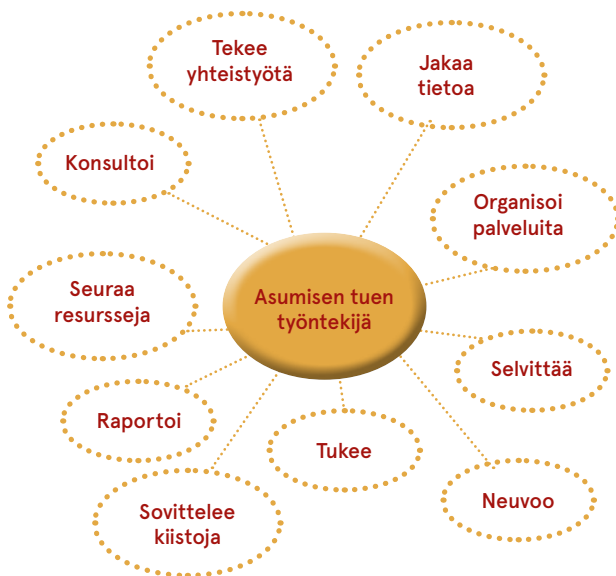 Tekee
yhteistyötä
Jakaa
tietoa
Konsultoi
Organisoi
palveluita
Seuraa
resursseja
Asumisen tuen
työntekijä
Selvittää
Raportoi
Tukee
Neuvoo
Sovittelee
kiistoja